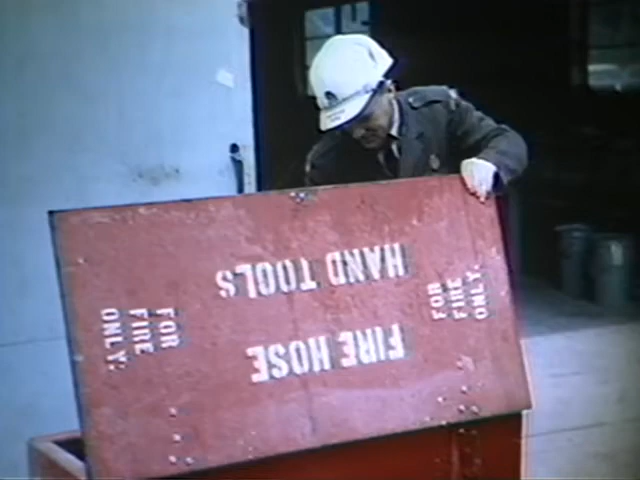 FIRE HOSE
HAND TOOLS
FOR
FIRE
ONLY.
FOR
FIRE
ONLY.